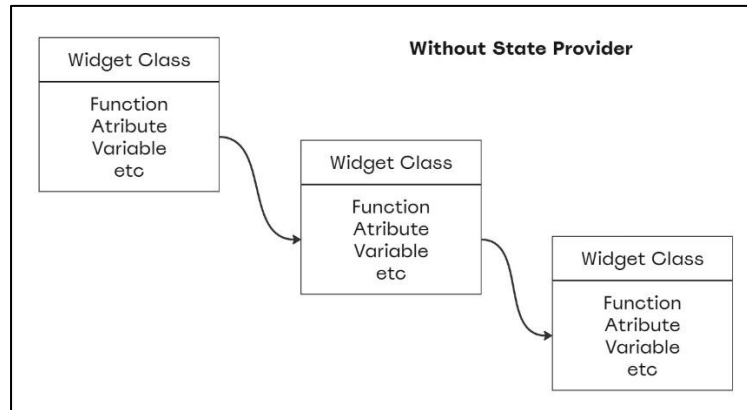 Without State Provider
Widget Class
Function
Atribute
Variable
etc
Widget Class
Function
Atribute
Variable
etc
Widget Class
Function
Atribute
Variable
etc